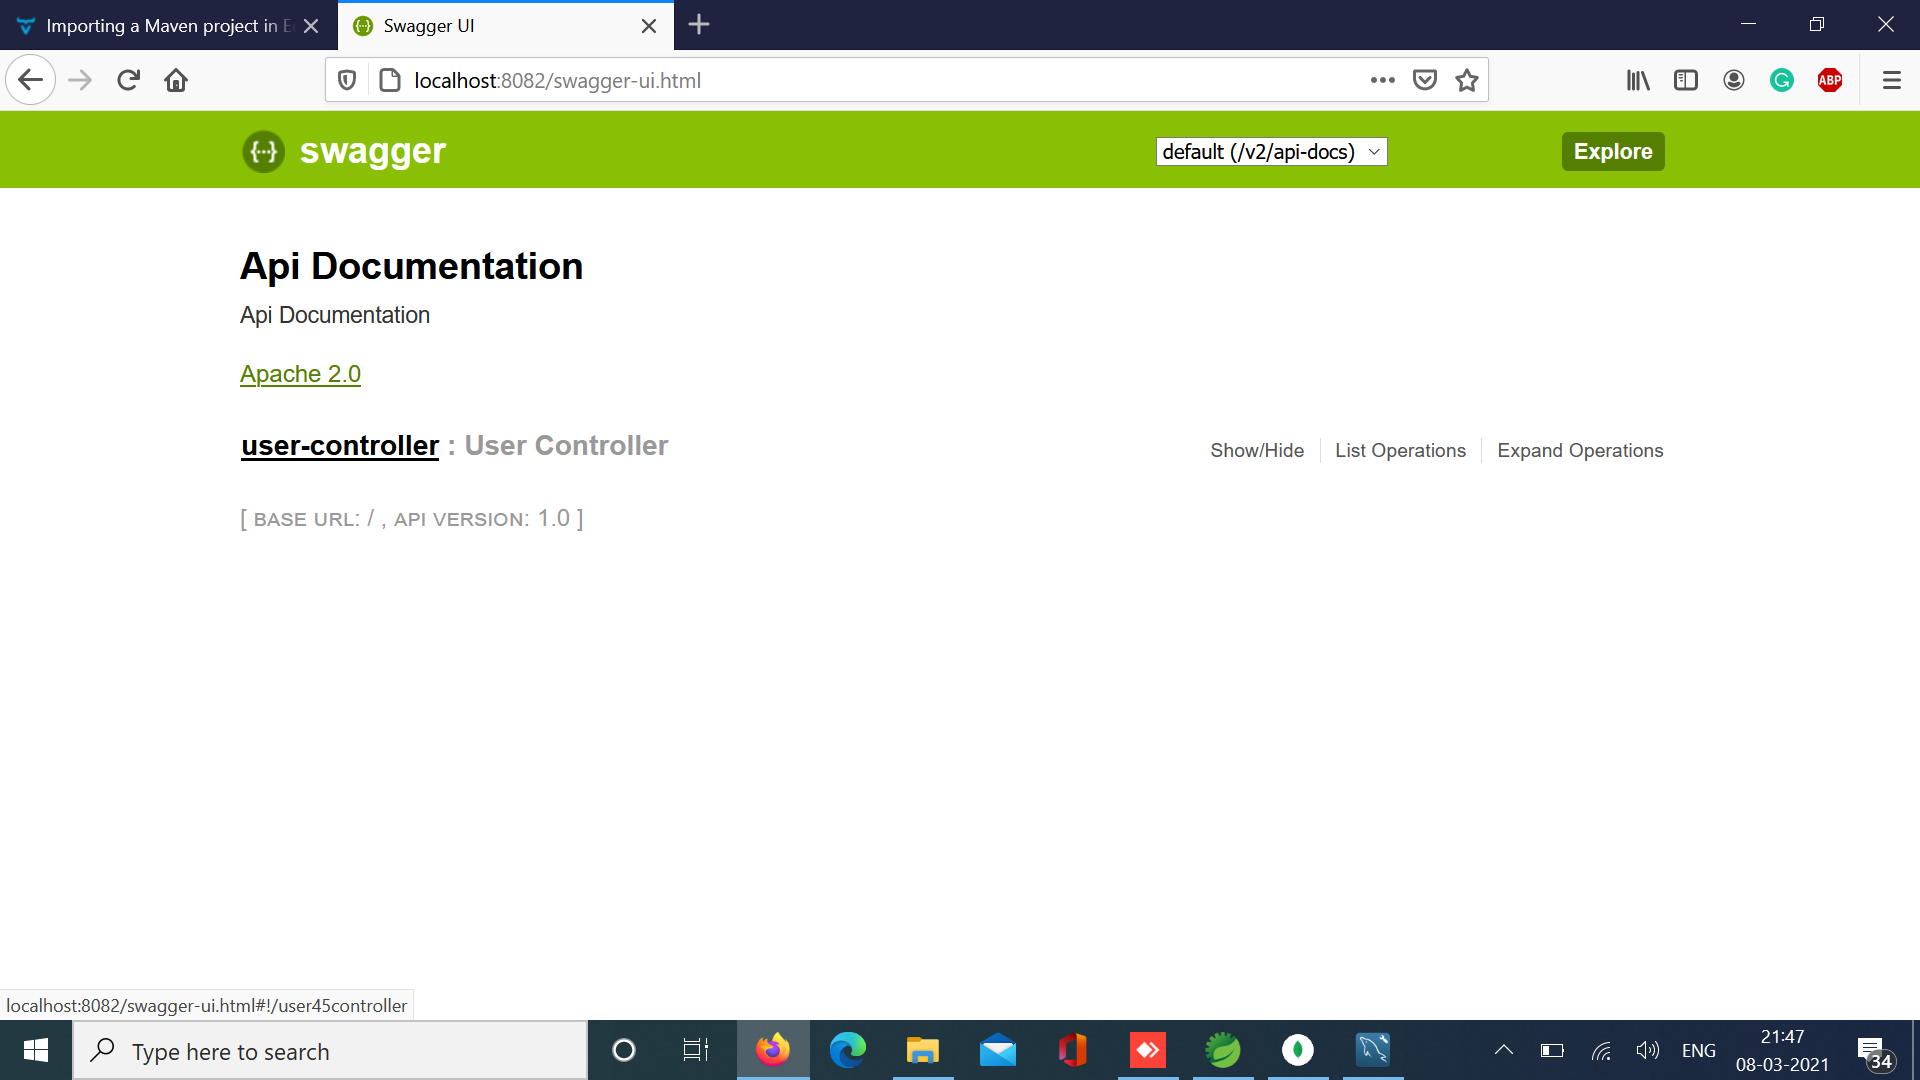 Importing a Maven project in
Swagger UI
localhost:8082/swagger-ui.html
ABP
swagger
default (/v2/api-docs)
Explore
Api Documentation
Api Documentation
Apache 2.0
user-controller : User Controller
Show/Hide
List Operations
Expand Operations
[ BASE URL: / , API VERSION: 1.0 ]
localhost:8082/swagger-ui.html#!/user45controller
Type here to search
ENG
21:47
08-03-2021
34